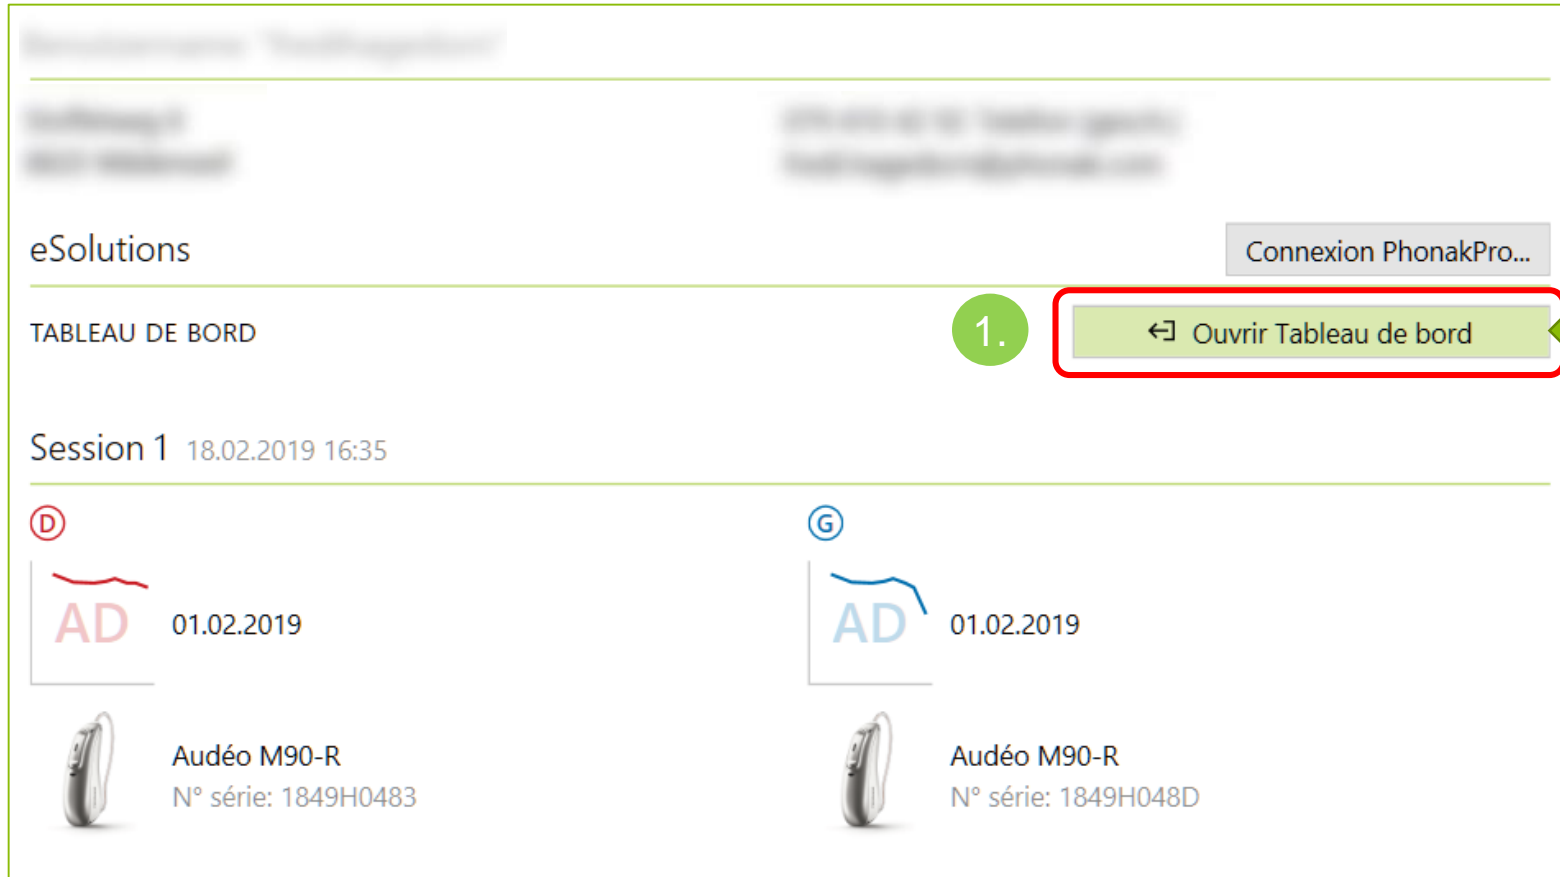 eSolutions
Connexion PhonakPro...
TABLEAU DE BORD
1.
Ouvrir Tableau de bord
Session 1 18.02.2019 16:35
D
G
AD
01.02.2019
AD
01.02.2019
Audéo M90-R
N° série: 1849H0483
Audéo M90-R
N° série: 1849H048D